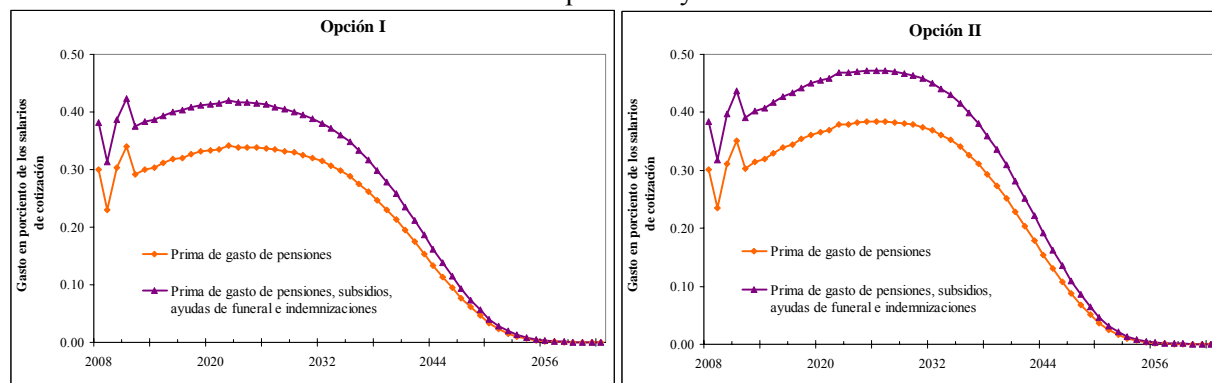 Opción I
Gasto en porciento de los salarios
de cotización
0.50
0.40
0.30
0.20
0.10
0.00
2008
2020
2032
2044
2056
Prima de gasto de pensiones
Prima de gasto de pensiones, subsidios,
ayudas de funeral e indemnizaciones
Opción II
Gasto en porciento de los salarios
de cotización
0.50
0.40
0.30
0.20
0.10
0.00
2008
2020
2032
2044
2056
Prima de gasto de pensiones
Prima de gasto de pensiones, subsidios,
ayudas de funeral e indemnizaciones